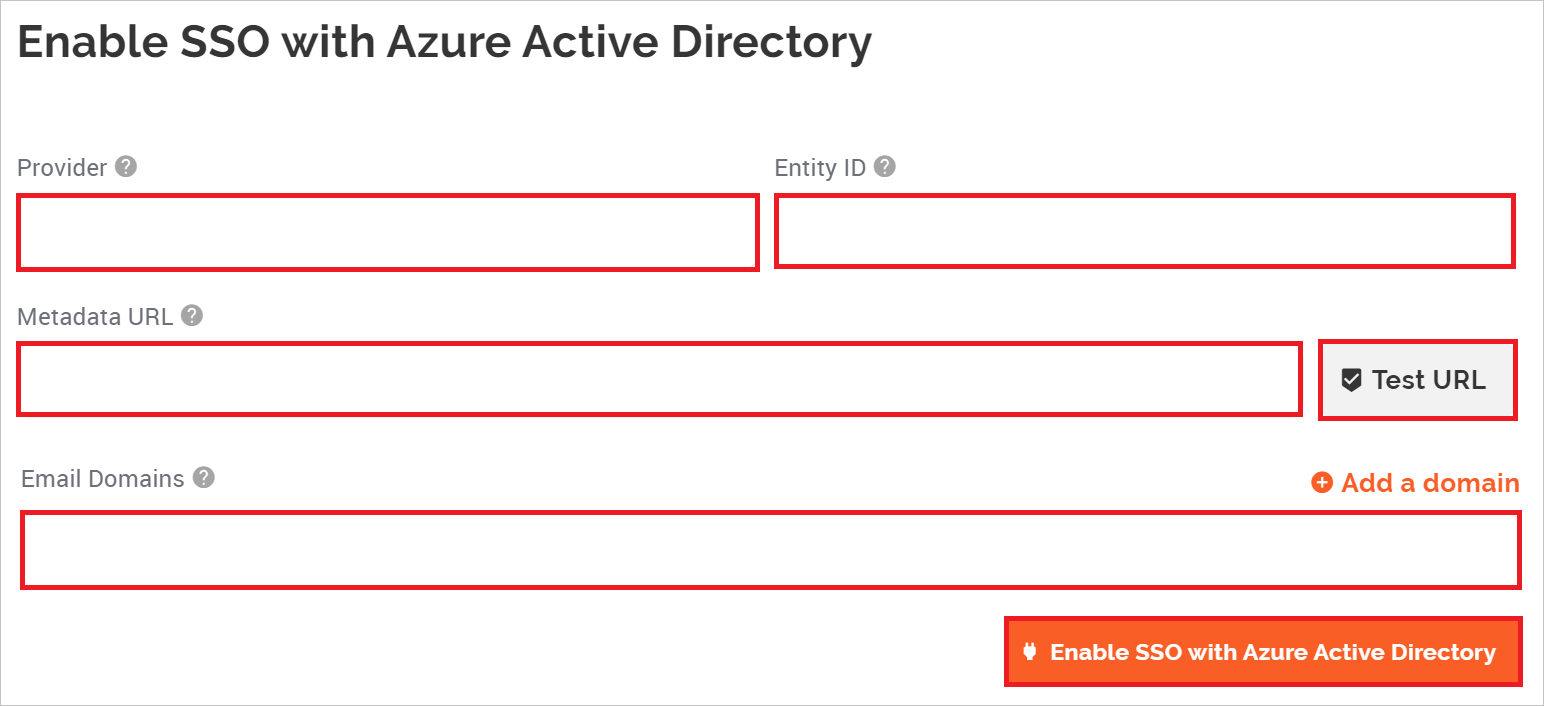 Enable SSO with Azure Active Directory
Provider ?
Entity ID ?
Metadata URL ?
Test URL
Email Domains ?
Add a domain
Enable SSO with Azure Active Directory